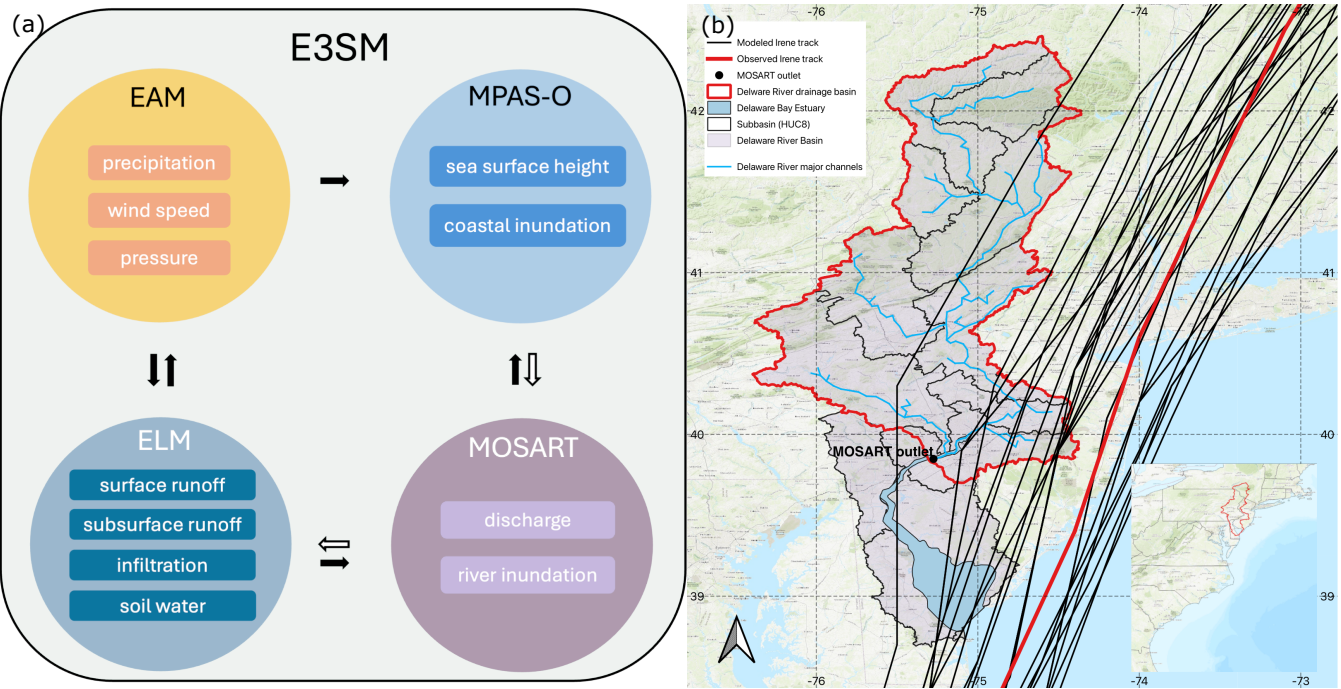 (a)
E3SM
EAM
precipitation
wind speed
pressure
MPAS-O
sea surface height
coastal inundation
ELM
surface runoff
subsurface runoff
infiltration
soil water
MOSART
discharge
river inundation
(b)
Modeled Irene track
Observed Irene track
MOSART outlet
Delware River drainage basin
Delaware Bay Estuary
Subbasin (HUC8)
Delaware River Basin
Delaware River major channels
-76
-75
-74
-73
42
42
41
41
40
40
MOSART outlet
39
39
-76
-75
-74
-73